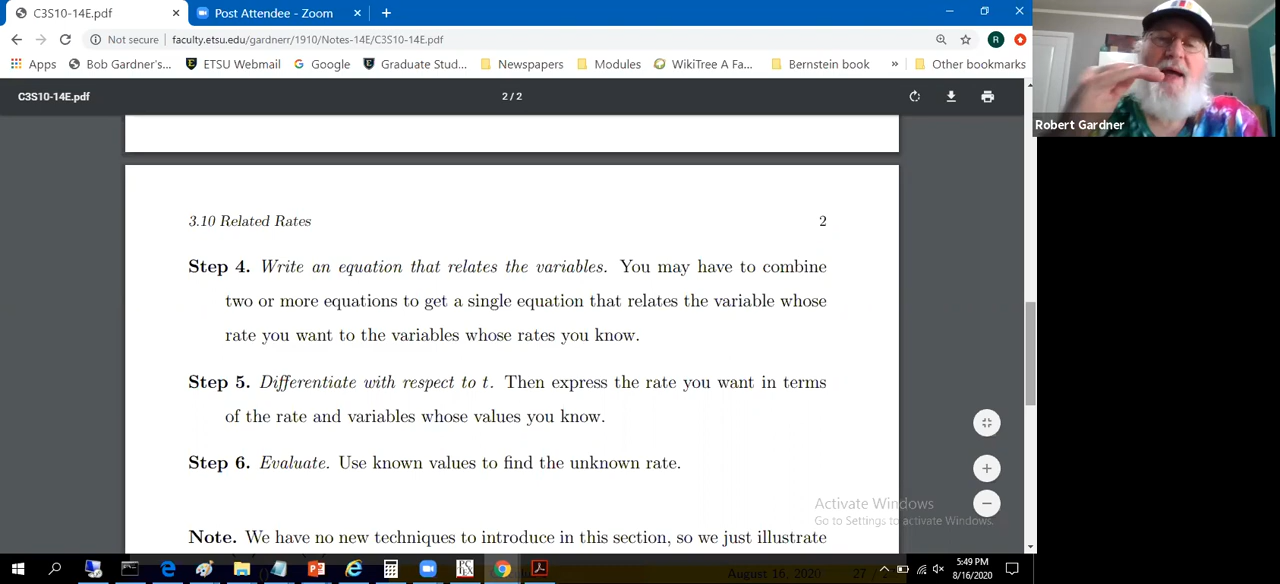 C3S10-14E.pdf
Post Attendee - Zoom
Not secure
faculty.etsu.edu/gardnerr/1910/Notes-14E/C3S10-14E.pdf
R
Apps
Bob Gardner's...
ETSU Webmail
Google
Graduate Stud...
Newspapers
Modules
WikiTree A Fa...
Bernstein book
»
Other bookmarks
C3S10-14E.pdf
2 / 2
Robert Gardner
3.10 Related Rates 2
Step 4. Write an equation that relates the variables. You may have to combine
two or more equations to get a single equation that relates the variable whose
rate you want to the variables whose rates you know.
Step 5. Differentiate with respect to t. Then express the rate you want in terms
of the rate and variables whose values you know.
Step 6. Evaluate. Use known values to find the unknown rate.
Activate Windows
Go to Settings to activate Windows.
Note. We have no new techniques to introduce in this section, so we just illustrate
August 16, 2020
5:49 PM
8/16/2020